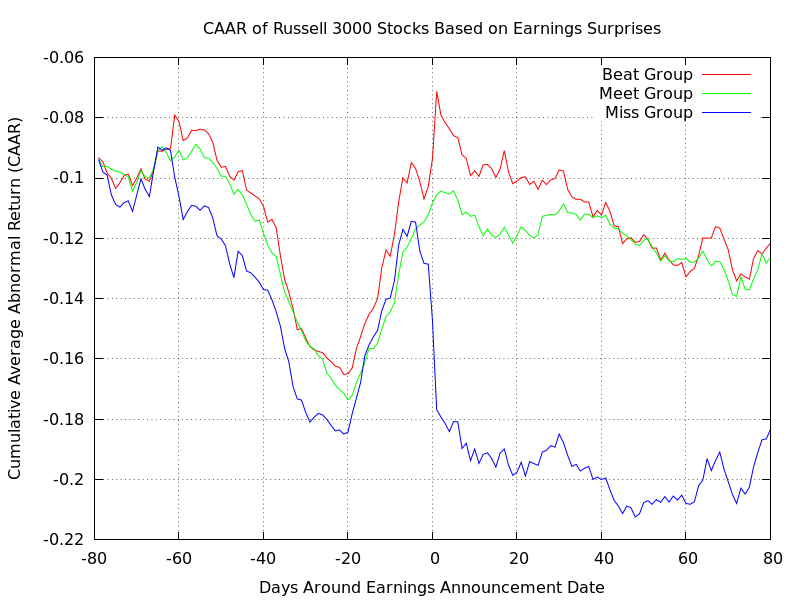 CAAR of Russell 3000 Stocks Based on Earnings Surprises
Beat Group
Meet Group
Miss Group
Cumulative Average Abnormal Return (CAAR)
-0.06
-0.08
-0.1
-0.12
-0.14
-0.16
-0.18
-0.2
-0.22
-80 -60 -40 -20 0 20 40 60 80
Days Around Earnings Announcement Date